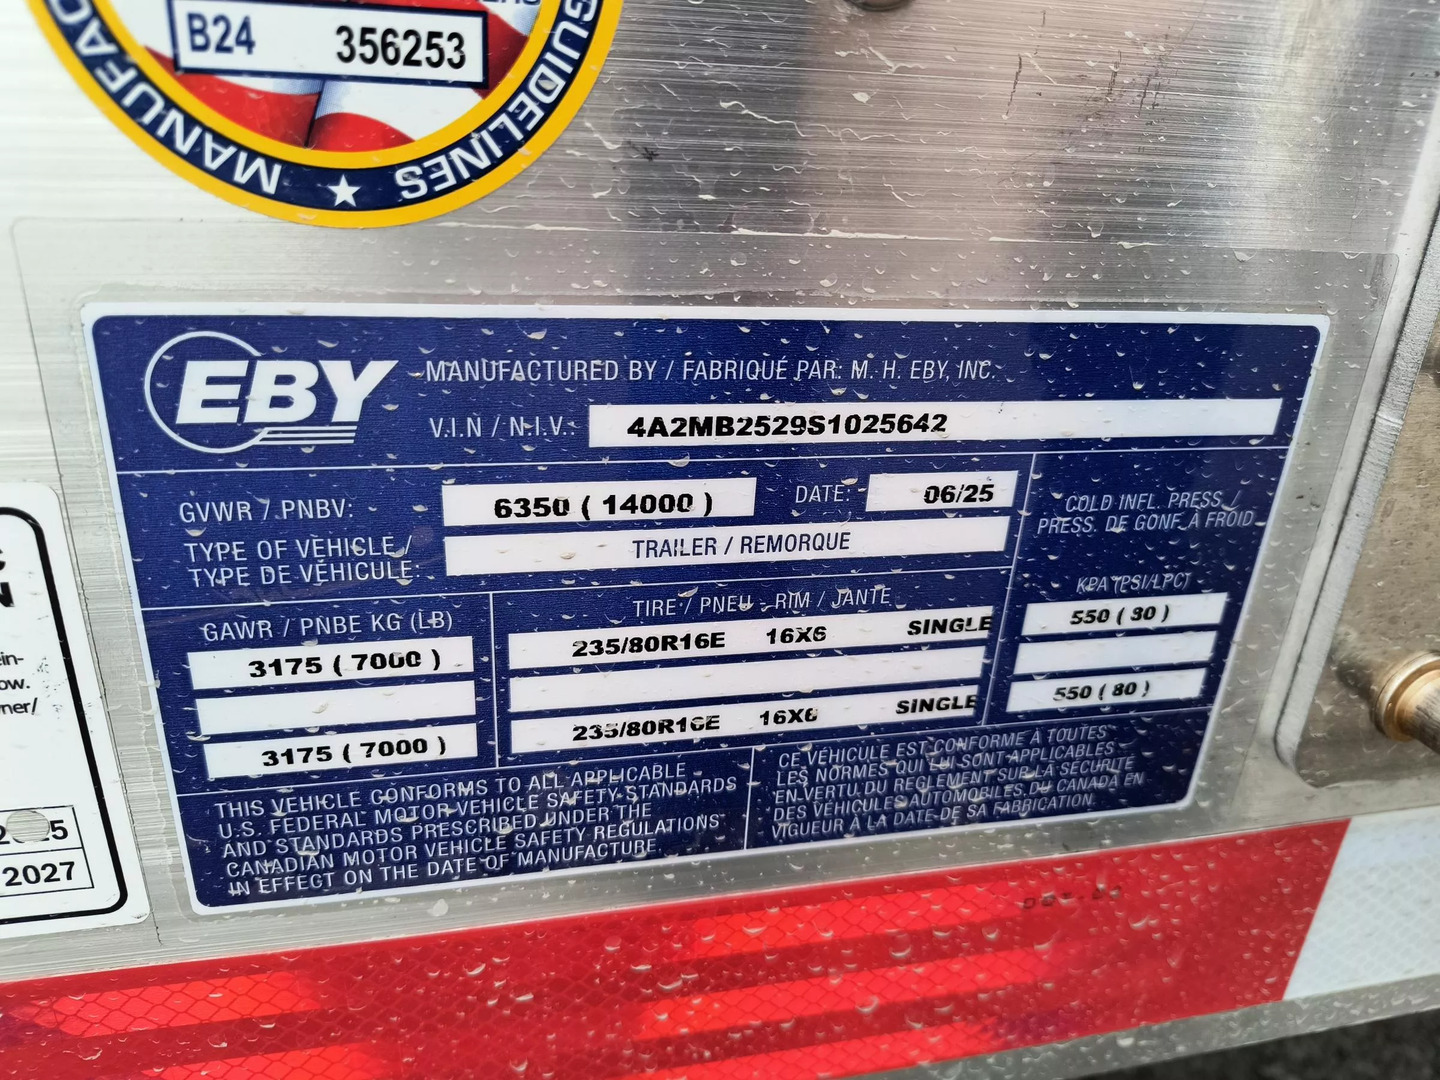 B24 356253
MANUFAC
GUIDELINES
EBY
MANUFACTURED BY / FABRIQUÉ PAR: M. H. EBY, INC.
V.I.N / N.I.V.: 4A2MB2529S1025642
GVWR / PNBV: 6350 ( 14000 ) DATE: 06/25
TYPE OF VEHICLE /
TYPE DE VÉHICULE: TRAILER / REMORQUE
COLD INFL. PRESS. /
PRESS. DE GONF. À FROID
KPA (PSI/LPC)
GAWR / PNBE KG (LB) TIRE / PNEU - RIM / JANTE
3175 ( 7000 ) 235/80R16E 16X6 SINGLE 550 ( 80 )
3175 ( 7000 ) 235/80R16E 16X6 SINGLE 550 ( 80 )
THIS VEHICLE CONFORMS TO ALL APPLICABLE
U.S. FEDERAL MOTOR VEHICLE SAFETY STANDARDS
AND STANDARDS PRESCRIBED UNDER THE
CANADIAN MOTOR VEHICLE SAFETY REGULATIONS
IN EFFECT ON THE DATE OF MANUFACTURE.
CE VÉHICULE EST CONFORME À TOUTES
LES NORMES QUI LUI SONT APPLICABLES
EN VERTU DU RÈGLEMENT SUR LA SÉCURITÉ
DES VÉHICULES AUTOMOBILES DU CANADA EN
VIGUEUR À LA DATE DE SA FABRICATION.
N
ein-
ow.
ner/
2027